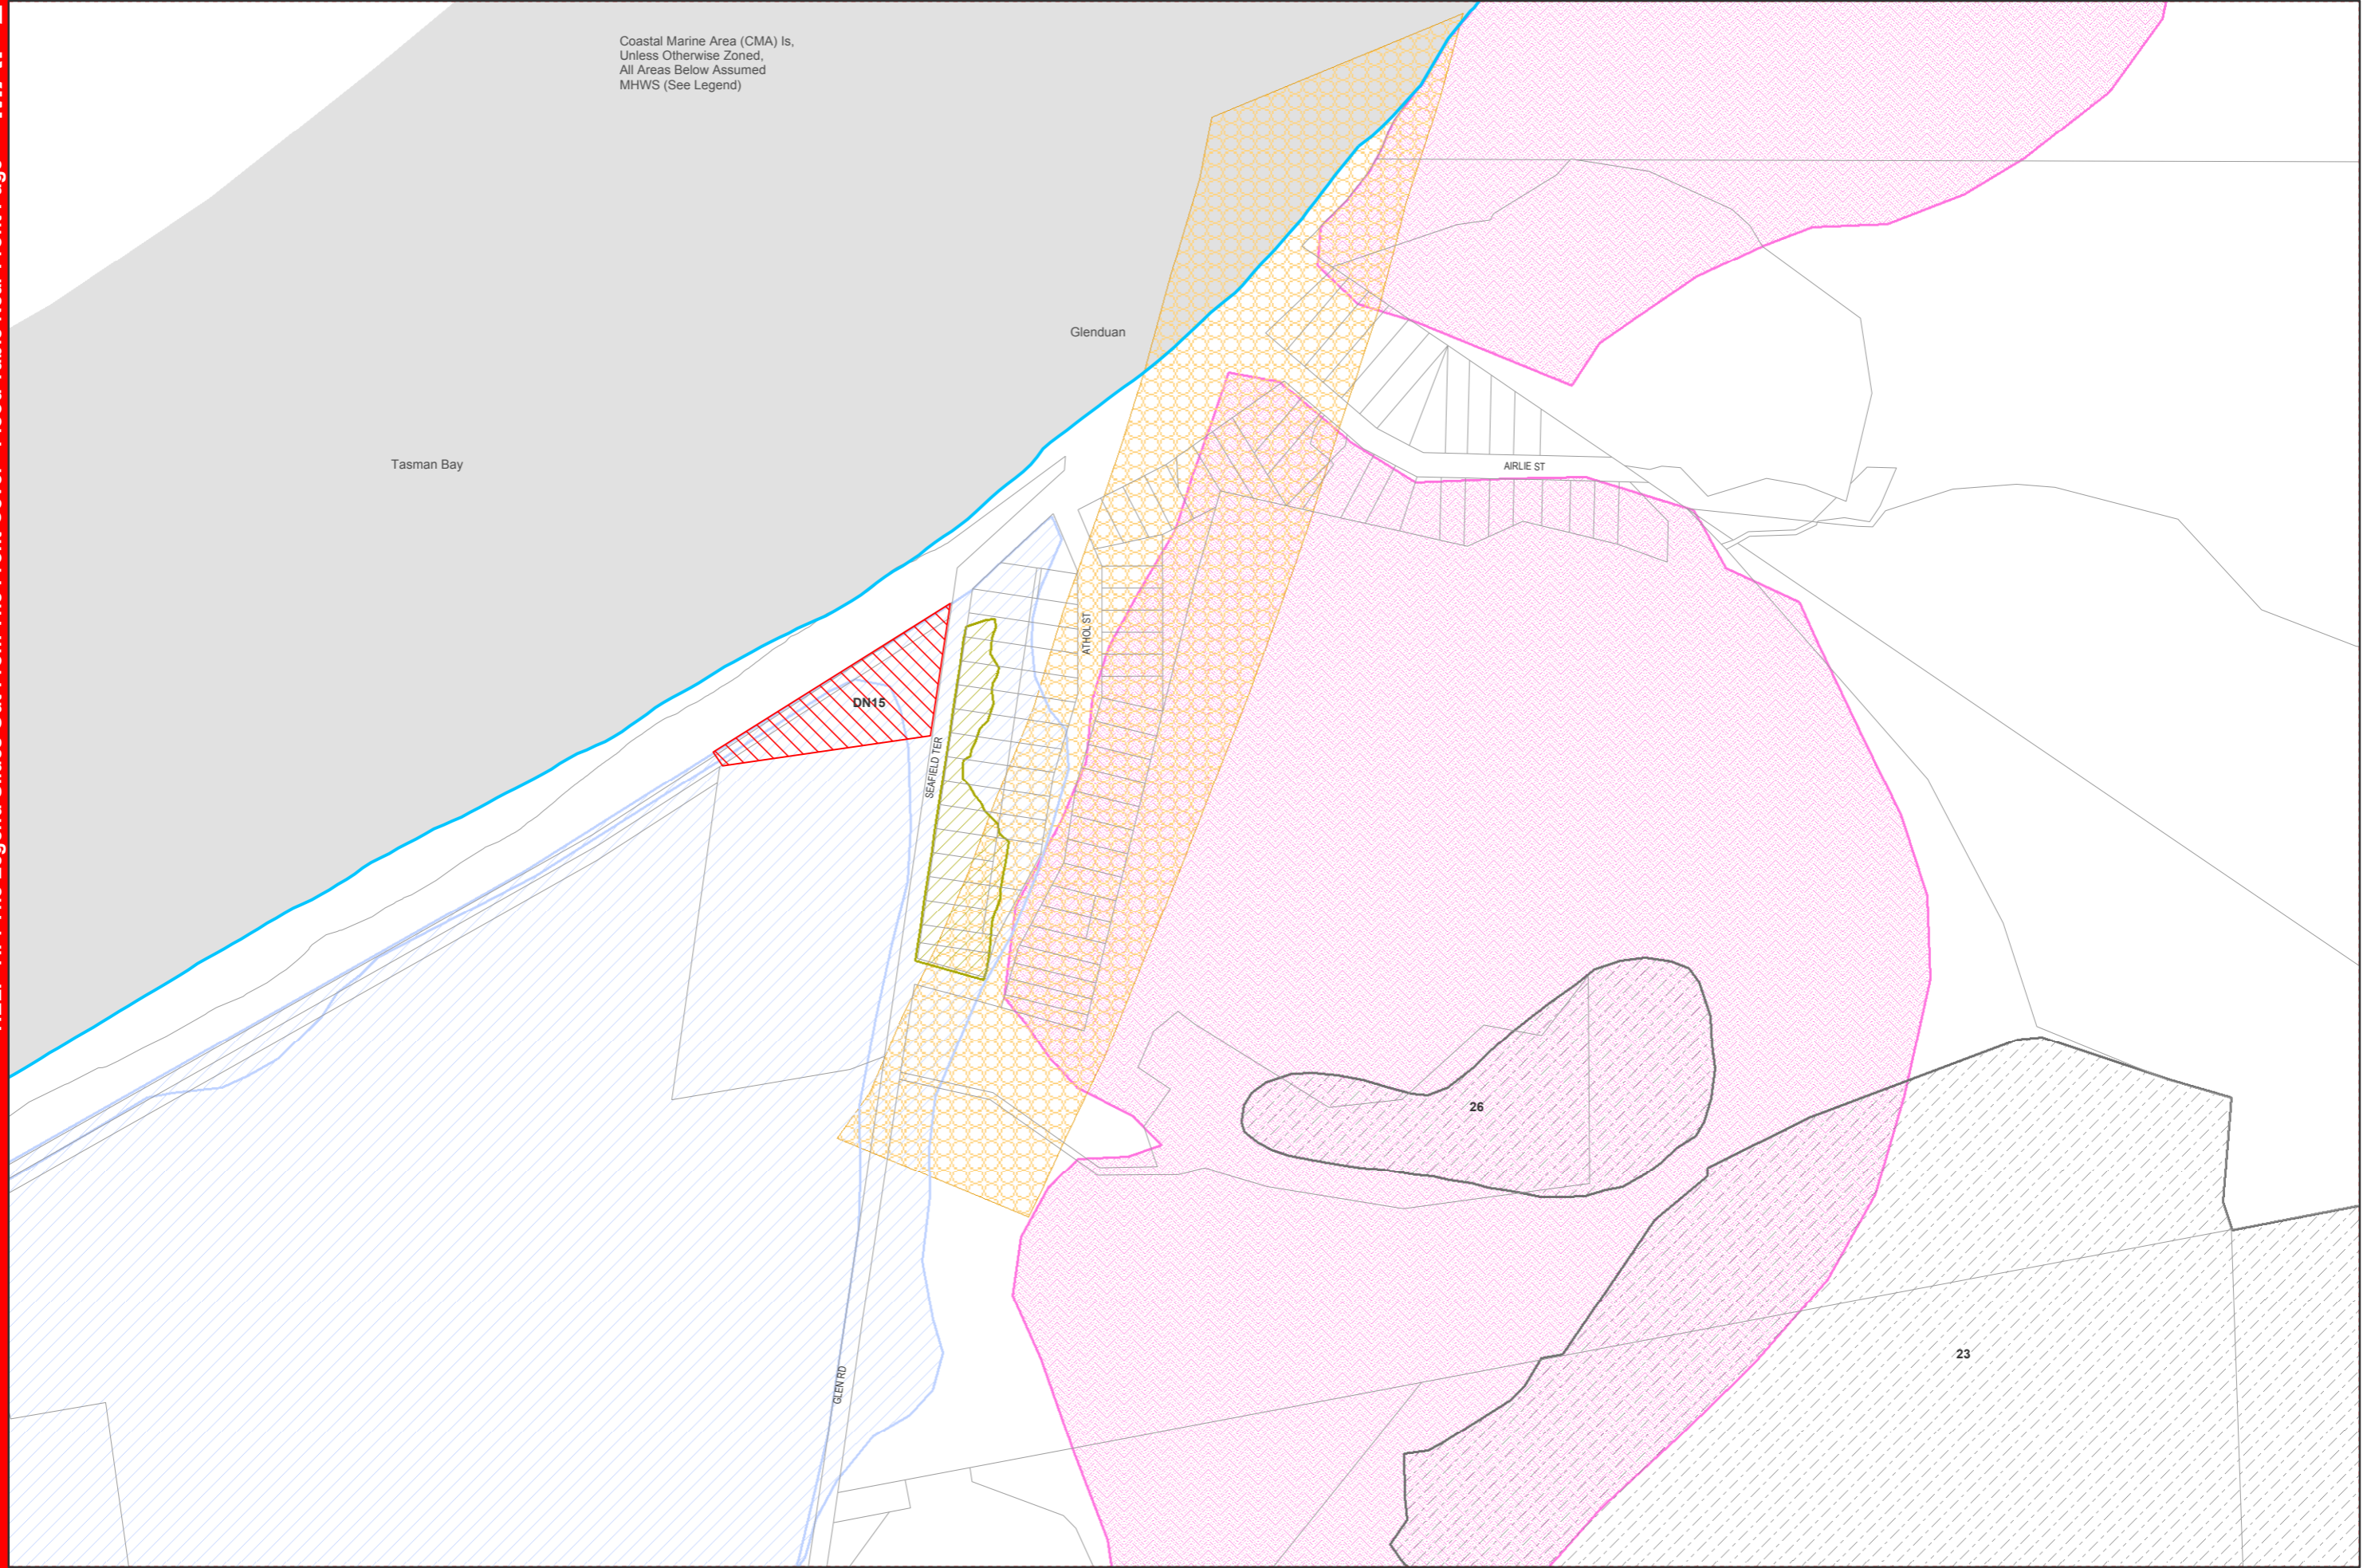 Coastal Marine Area (CMA) Is,
Unless Otherwise Zoned,
All Areas Below Assumed
MHWS (See Legend)
Glenduan
Tasman Bay
AIRLIE ST
ATHOL ST
DN15
SEAFIELD TER
26
23
GLEN RD